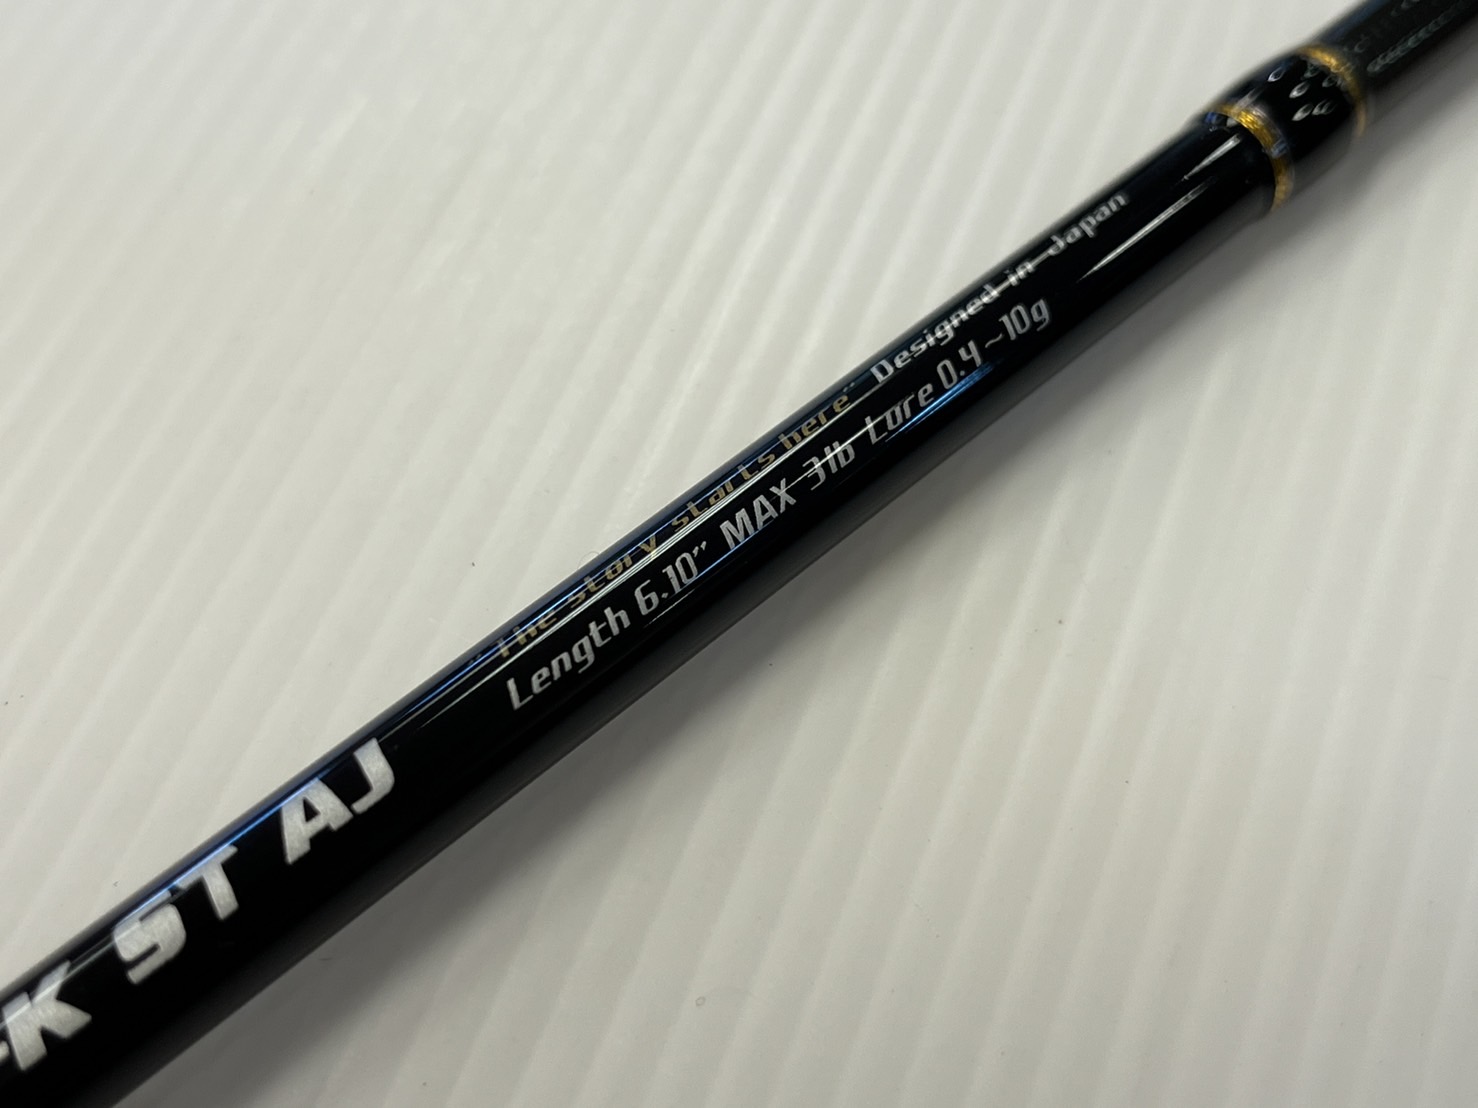 -K ST AJ
"The story starts here" Designed in Japan
Length 6.10" MAX 3lb Lure 0.4~10g